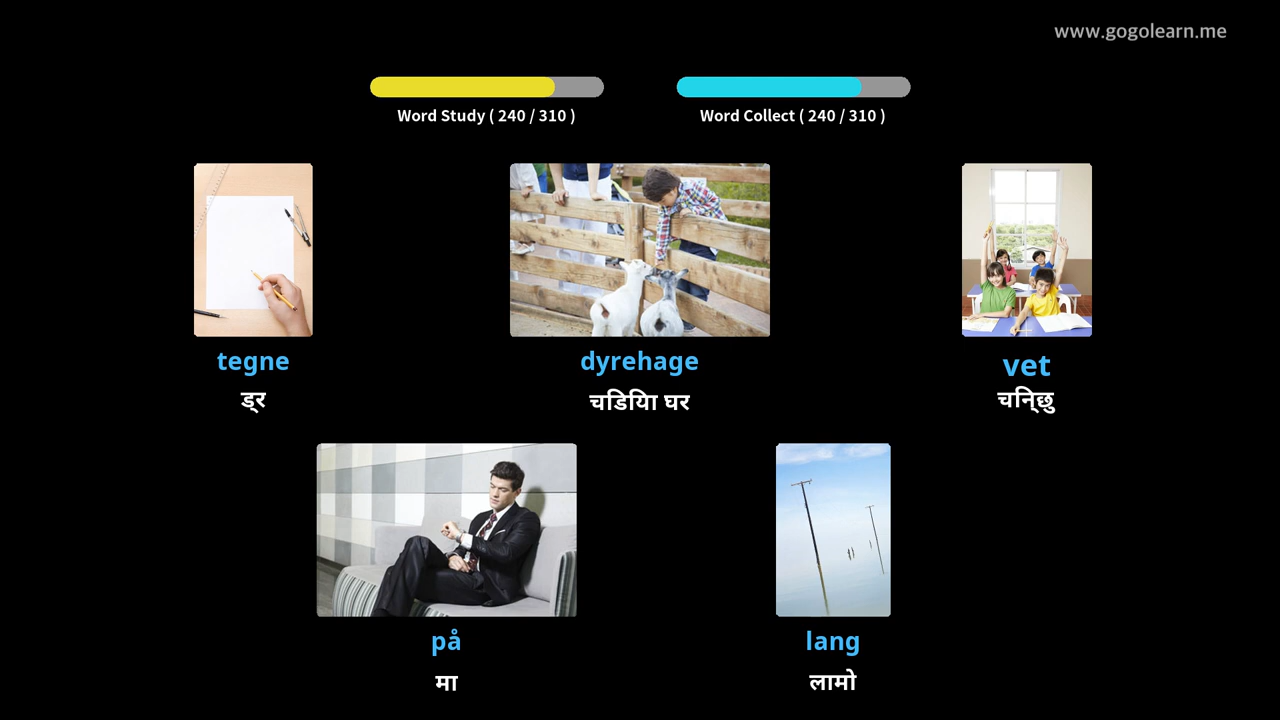 www.gogolearn.me
Word Study ( 240 / 310 )
Word Collect ( 240 / 310 )
tegne
ड्र
dyrehage
चडियिा घर
vet
चनि्छु
på
मा
lang
लामो